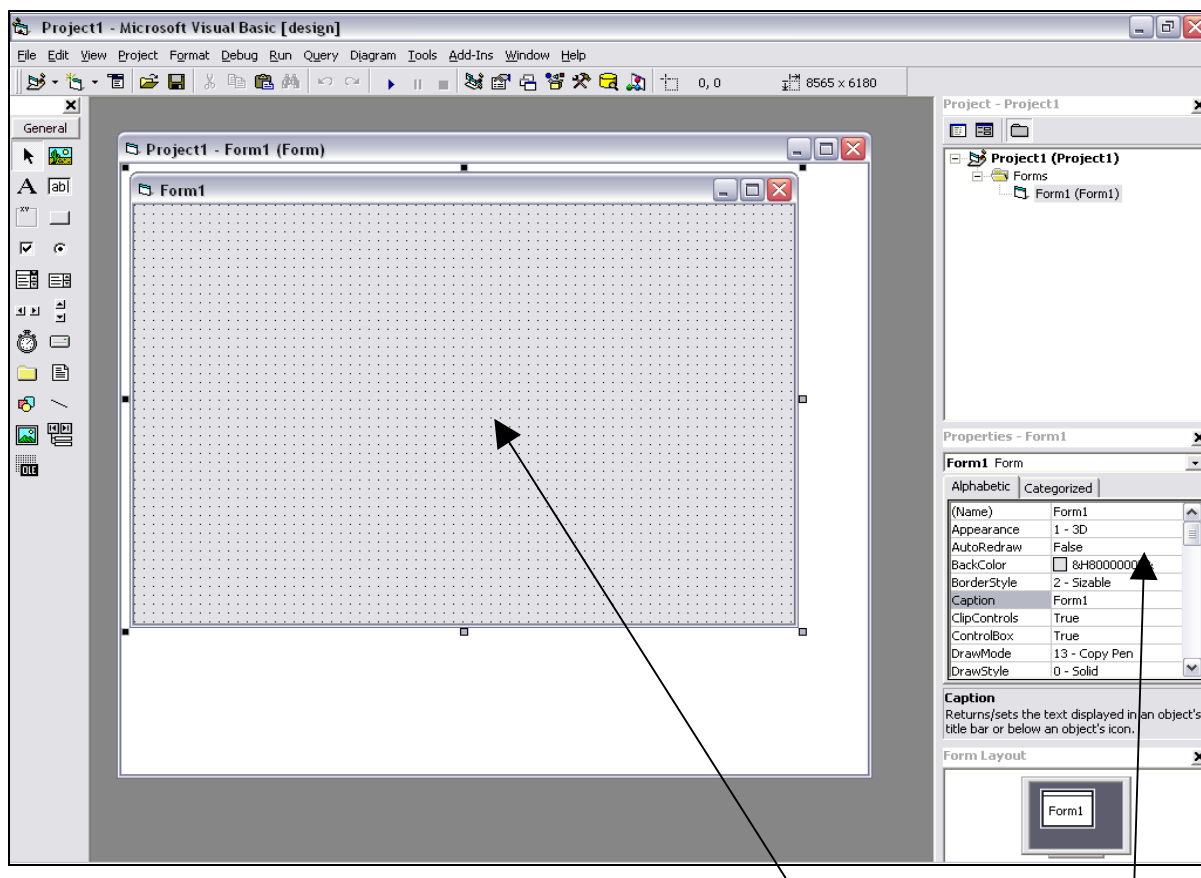 Project1 - Microsoft Visual Basic [design]
File Edit View Project Format Debug Run Query Diagram Tools Add-Ins Window Help
0, 0 8565 x 6180
General
A ab|
XY
OLE
Project1 - Form1 (Form)
Form1
Project - Project1
Project1 (Project1)
Forms
Form1 (Form1)
Properties - Form1
Form1 Form
Alphabetic Categorized
(Name) Form1
Appearance 1 - 3D
AutoRedraw False
BackColor
BorderStyle 2 - Sizable
Caption Form1
ClipControls True
ControlBox True
DrawMode 13 - Copy Pen
DrawStyle 0 - Solid
Caption
Returns/sets the text displayed in an object's
title bar or below an object's icon.
Form Layout
Form1